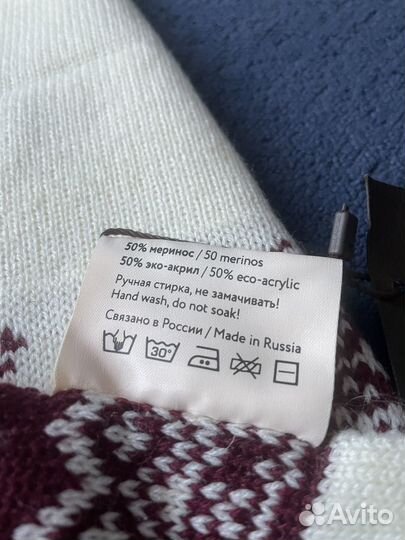 50% меринос / 50 merinos
50% эко-акрил / 50% eco-acrylic
Ручная стирка, не замачивать!
Hand wash, do not soak!
Связано в России / Made in Russia
30°
Avito